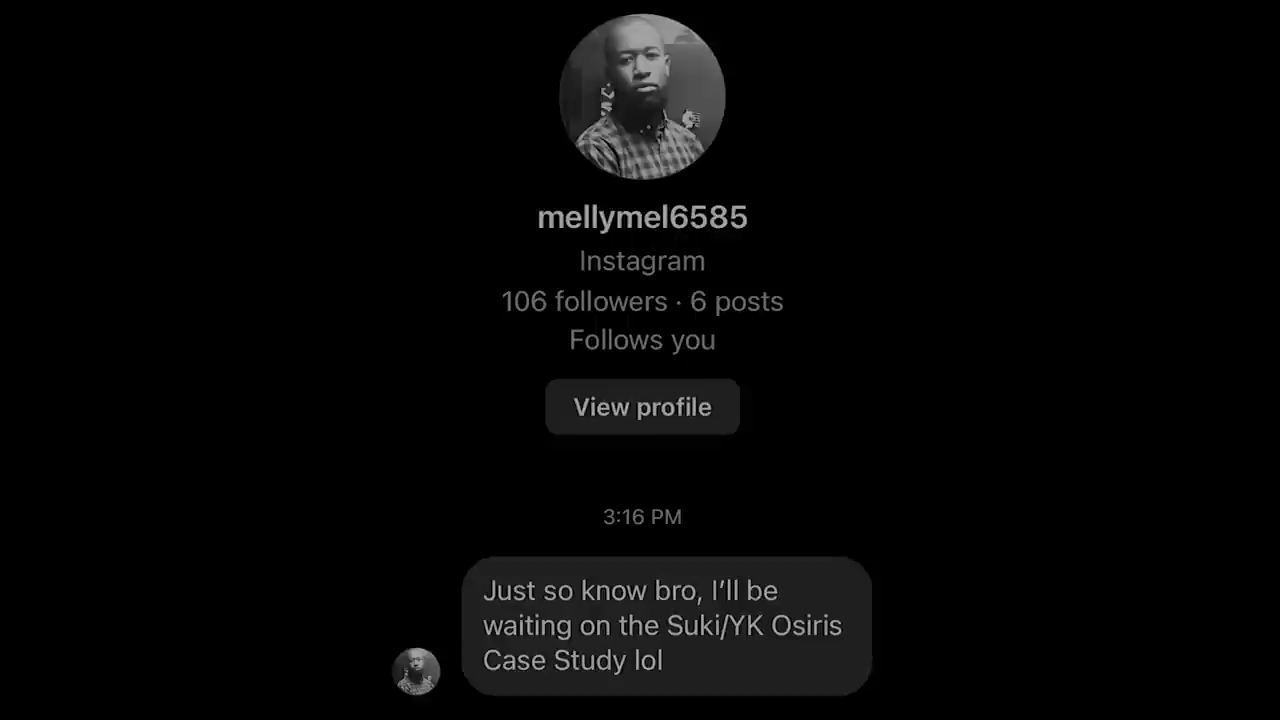 mellymel6585
Instagram
106 followers · 6 posts
Follows you
View profile
3:16 PM
Just so know bro, I’ll be
waiting on the Suki/YK Osiris
Case Study lol